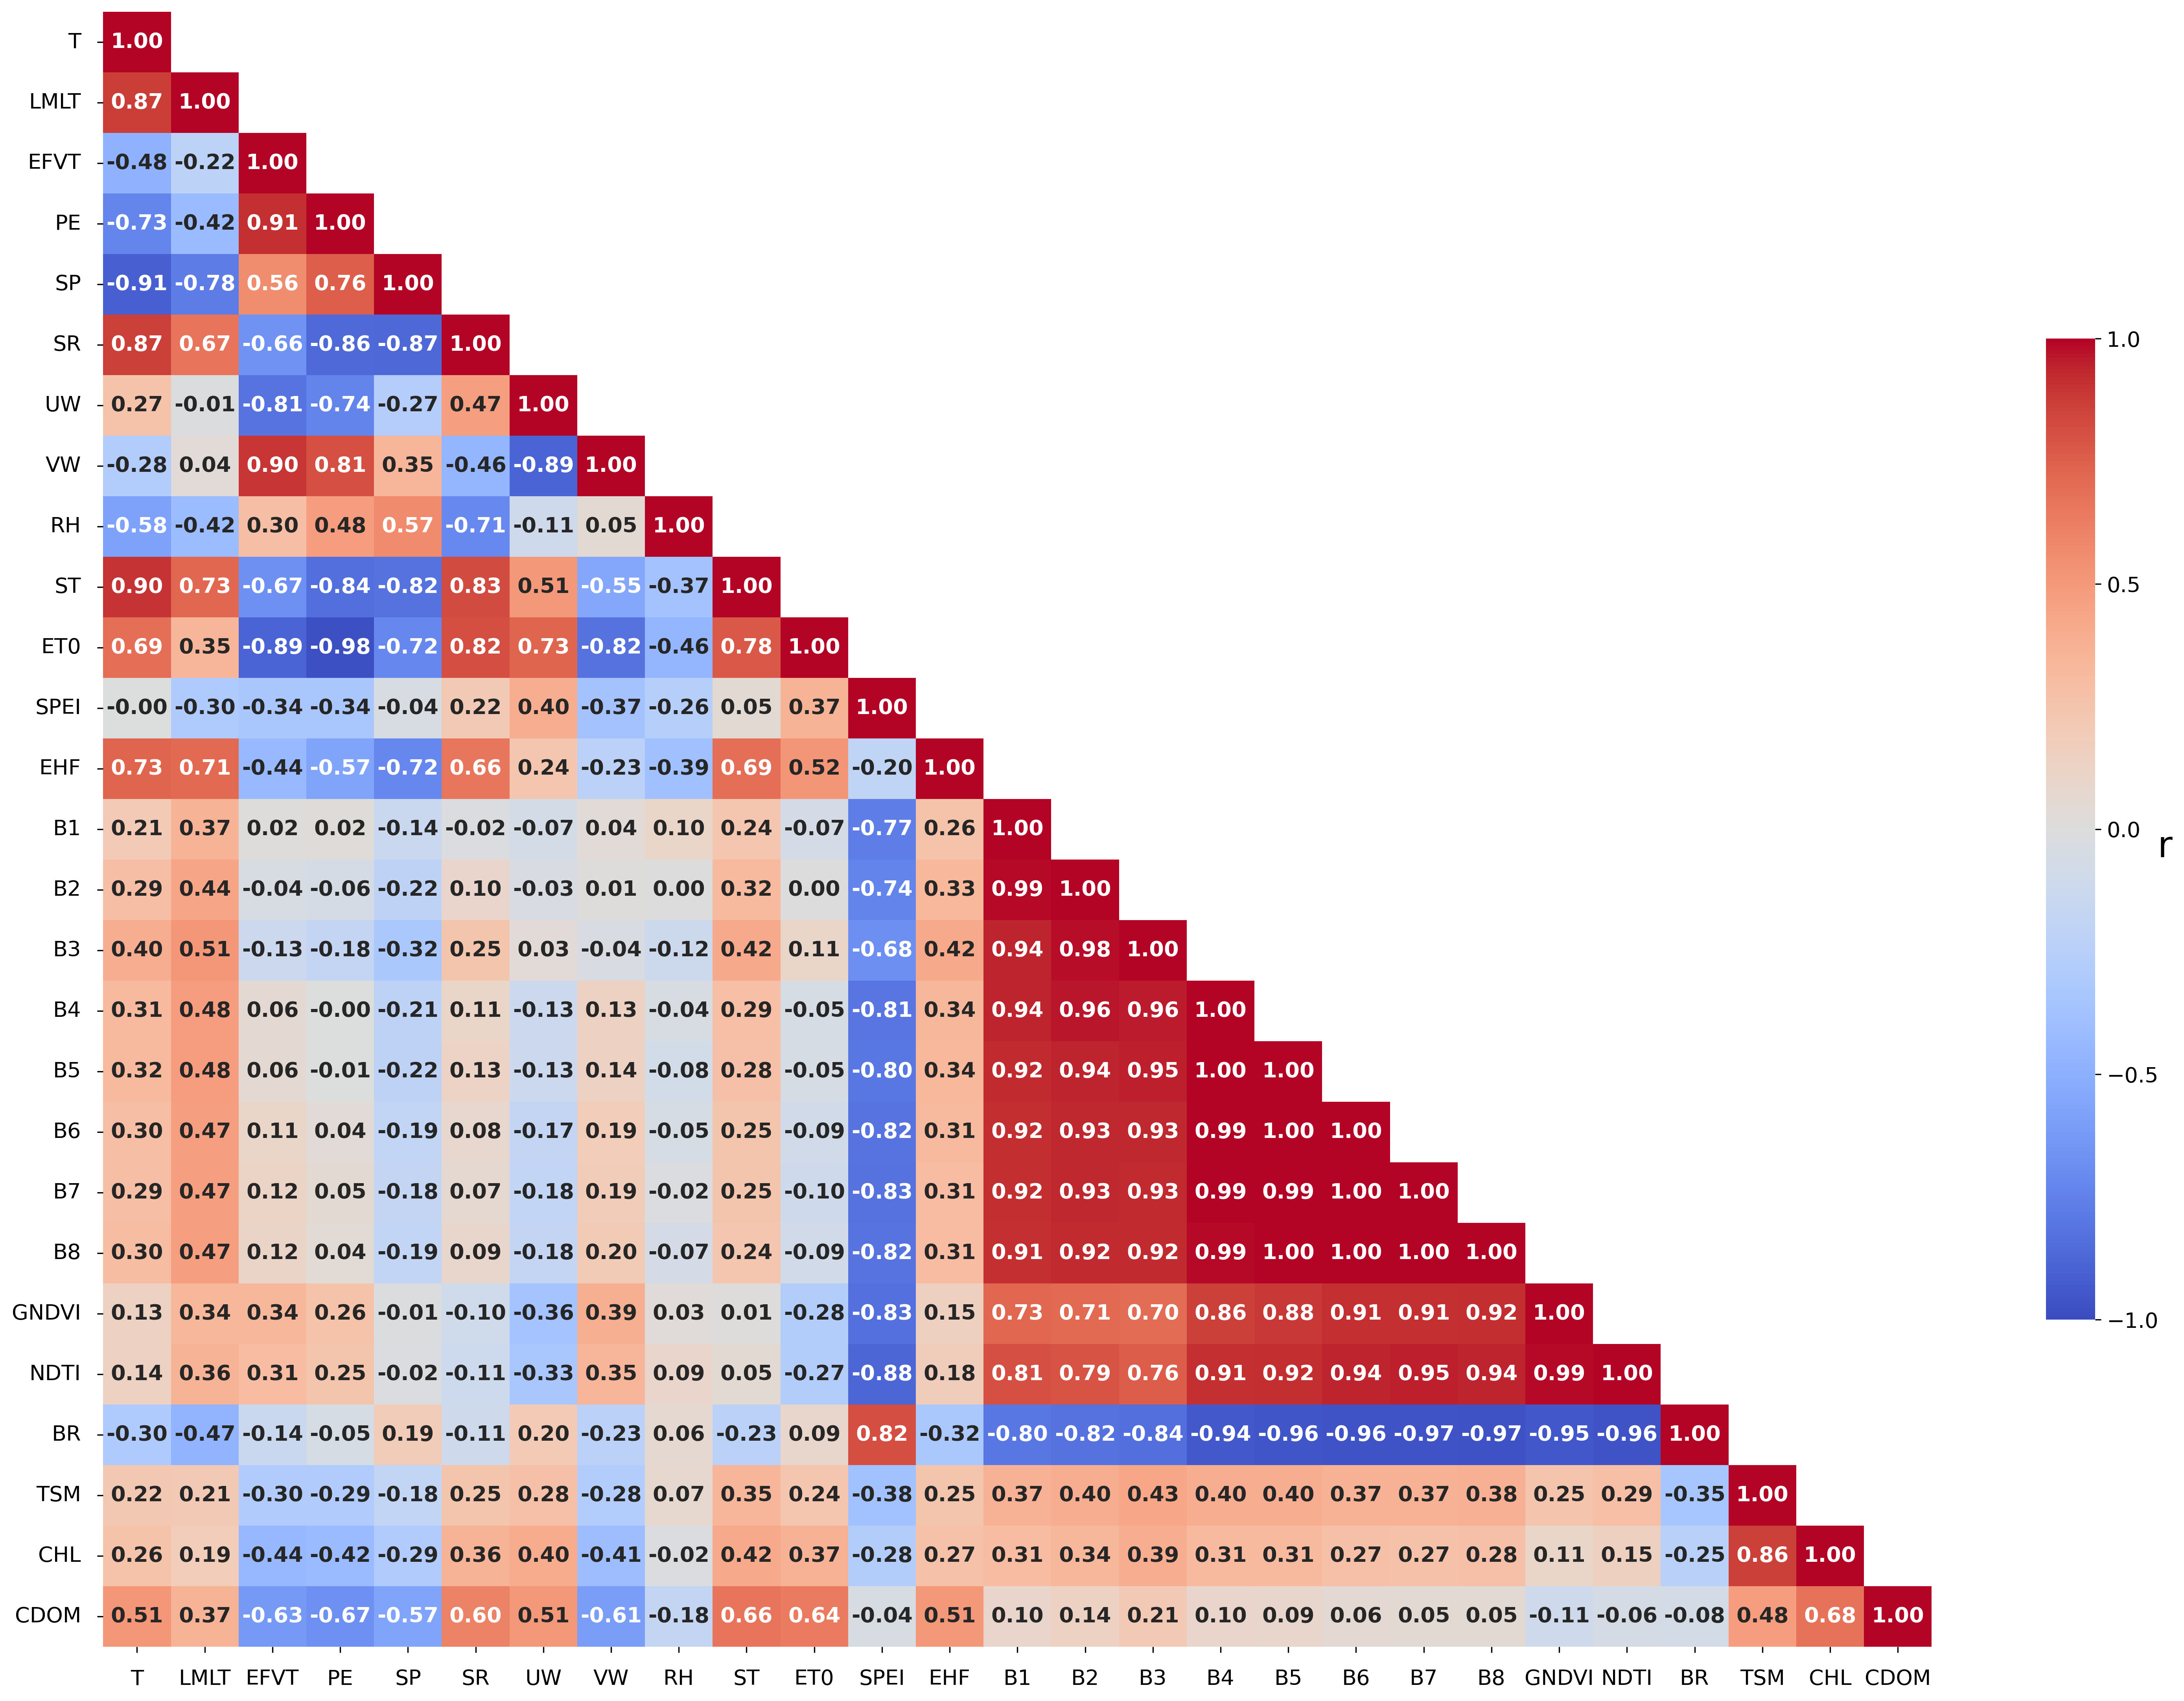 T 1.00
LMLT 0.87 1.00
EFVT -0.48 -0.22 1.00
PE -0.73 -0.42 0.91 1.00
SP -0.91 -0.78 0.56 0.76 1.00
SR 0.87 0.67 -0.66 -0.86 -0.87 1.00
UW 0.27 -0.01 -0.81 -0.74 -0.27 0.47 1.00
VW -0.28 0.04 0.90 0.81 0.35 -0.46 -0.89 1.00
RH -0.58 -0.42 0.30 0.48 0.57 -0.71 -0.11 0.05 1.00
ST 0.90 0.73 -0.67 -0.84 -0.82 0.83 0.51 -0.55 -0.37 1.00
ET0 0.69 0.35 -0.89 -0.98 -0.72 0.82 0.73 -0.82 -0.46 0.78 1.00
SPEI -0.00 -0.30 -0.34 -0.34 -0.04 0.22 0.40 -0.37 -0.26 0.05 0.37 1.00
EHF 0.73 0.71 -0.44 -0.57 -0.72 0.66 0.24 -0.23 -0.39 0.69 0.52 -0.20 1.00
B1 0.21 0.37 0.02 0.02 -0.14 -0.02 -0.07 0.04 0.10 0.24 -0.07 -0.77 0.26 1.00
B2 0.29 0.44 -0.04 -0.06 -0.22 0.10 -0.03 0.01 0.00 0.32 0.00 -0.74 0.33 0.99 1.00
B3 0.40 0.51 -0.13 -0.18 -0.32 0.25 0.03 -0.04 -0.12 0.42 0.11 -0.68 0.42 0.94 0.98 1.00
B4 0.31 0.48 0.06 -0.00 -0.21 0.11 -0.13 0.13 -0.04 0.29 -0.05 -0.81 0.34 0.94 0.96 0.96 1.00
B5 0.32 0.48 0.06 -0.01 -0.22 0.13 -0.13 0.14 -0.08 0.28 -0.05 -0.80 0.34 0.92 0.94 0.95 1.00 1.00
B6 0.30 0.47 0.11 0.04 -0.19 0.08 -0.17 0.19 -0.05 0.25 -0.09 -0.82 0.31 0.92 0.93 0.93 0.99 1.00 1.00
B7 0.29 0.47 0.12 0.05 -0.18 0.07 -0.18 0.19 -0.02 0.25 -0.10 -0.83 0.31 0.92 0.93 0.93 0.99 0.99 1.00 1.00
B8 0.30 0.47 0.12 0.04 -0.19 0.09 -0.18 0.20 -0.07 0.24 -0.09 -0.82 0.31 0.91 0.92 0.92 0.99 1.00 1.00 1.00 1.00
GNDVI 0.13 0.34 0.34 0.26 -0.01 -0.10 -0.36 0.39 0.03 0.01 -0.28 -0.83 0.15 0.73 0.71 0.70 0.86 0.88 0.91 0.91 0.92 1.00
NDTI 0.14 0.36 0.31 0.25 -0.02 -0.11 -0.33 0.35 0.09 0.05 -0.27 -0.88 0.18 0.81 0.79 0.76 0.91 0.92 0.94 0.95 0.94 0.99 1.00
BR -0.30 -0.47 -0.14 -0.05 0.19 -0.11 0.20 -0.23 0.06 -0.23 0.09 0.82 -0.32 -0.80 -0.82 -0.84 -0.94 -0.96 -0.96 -0.97 -0.97 -0.95 -0.96 1.00
TSM 0.22 0.21 -0.30 -0.29 -0.18 0.25 0.28 -0.28 0.07 0.35 0.24 -0.38 0.25 0.37 0.40 0.43 0.40 0.40 0.37 0.37 0.38 0.25 0.29 -0.35 1.00
CHL 0.26 0.19 -0.44 -0.42 -0.29 0.36 0.40 -0.41 -0.02 0.42 0.37 -0.28 0.27 0.31 0.34 0.39 0.31 0.31 0.27 0.27 0.28 0.11 0.15 -0.25 0.86 1.00
CDOM 0.51 0.37 -0.63 -0.67 -0.57 0.60 0.51 -0.61 -0.18 0.66 0.64 -0.04 0.51 0.10 0.14 0.21 0.10 0.09 0.06 0.05 0.05 -0.11 -0.06 -0.08 0.48 0.68 1.00
T LMLT EFVT PE SP SR UW VW RH ST ET0 SPEI EHF B1 B2 B3 B4 B5 B6 B7 B8 GNDVI NDTI BR TSM CHL CDOM
1.0
0.5
0.0
−0.5
−1.0
r